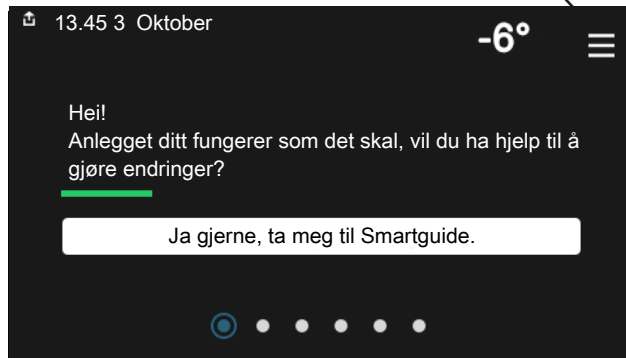 13.45 3 Oktober
-6°
Hei!
Anlegget ditt fungerer som det skal, vil du ha hjelp til å
gjøre endringer?
Ja gjerne, ta meg til Smartguide.